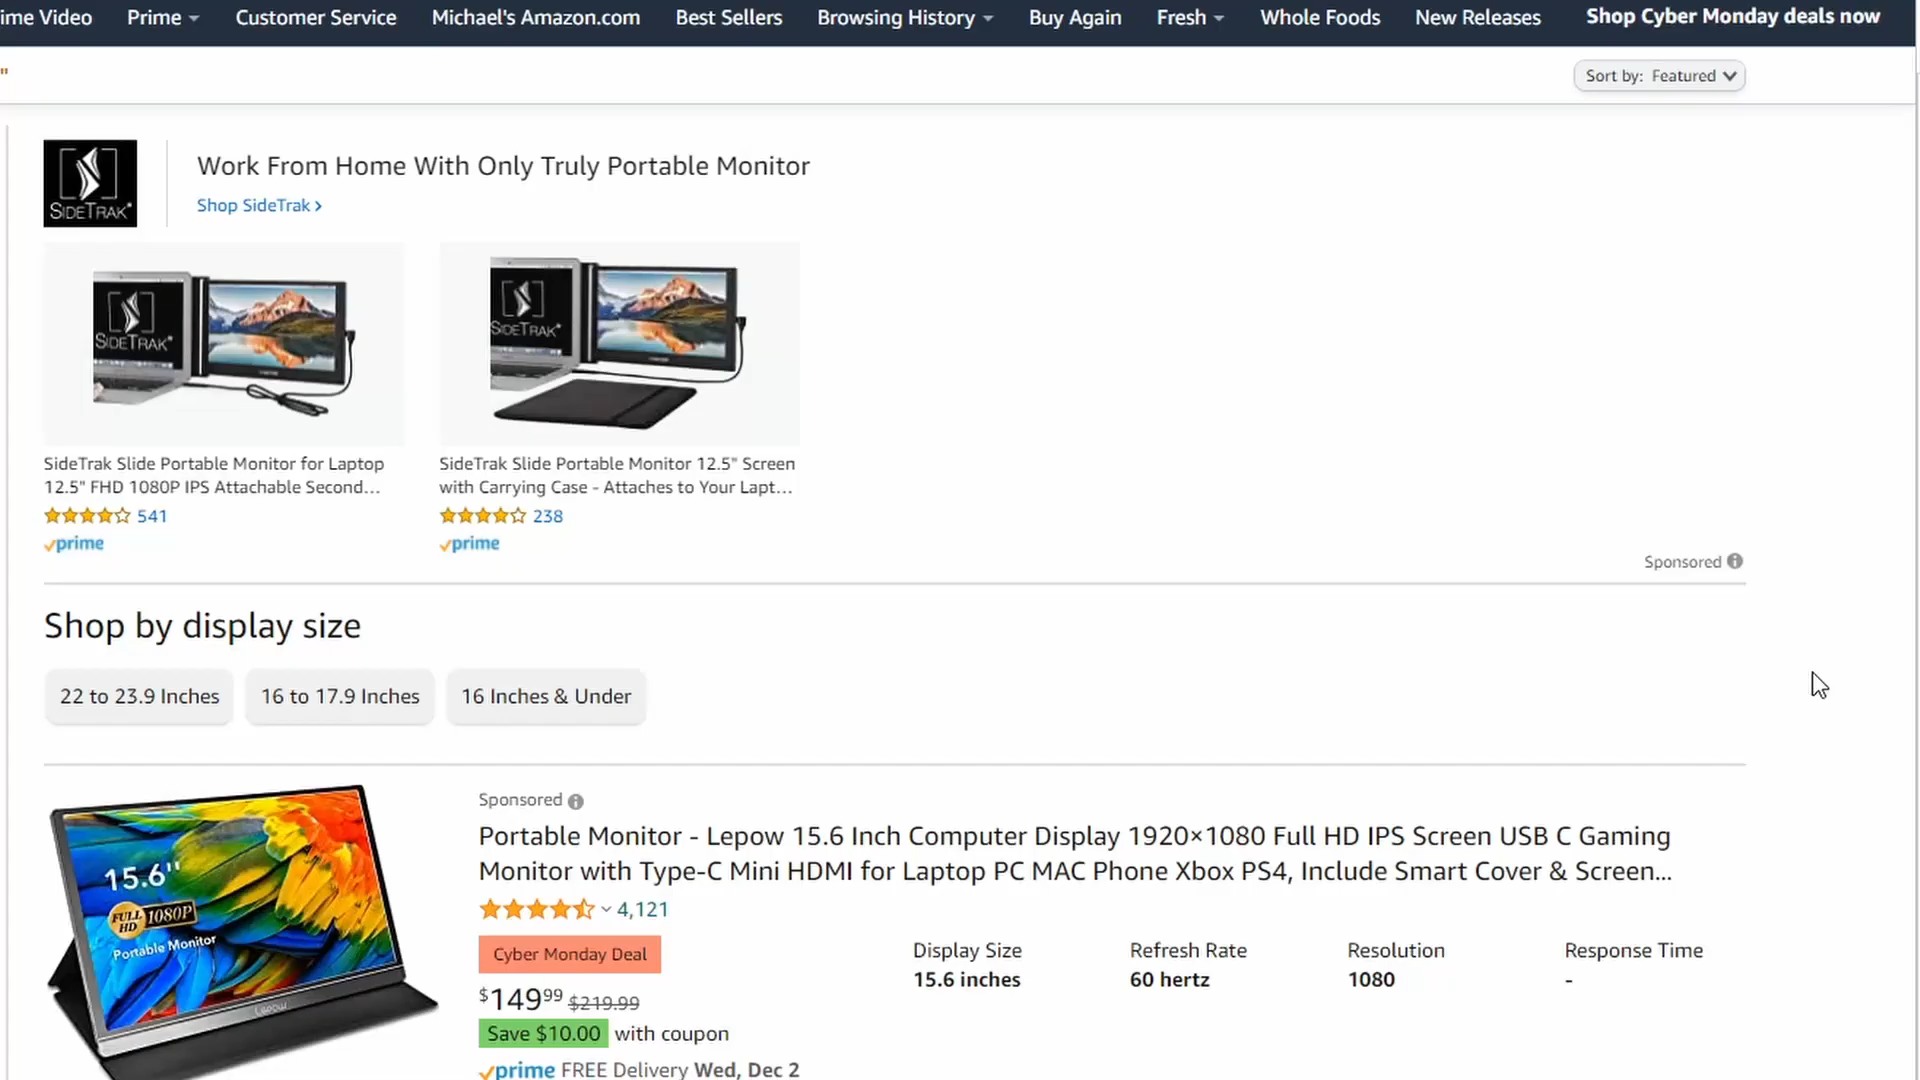 ime Video Prime Customer Service Michael's Amazon.com Best Sellers Browsing History Buy Again Fresh Whole Foods New Releases Shop Cyber Monday deals now
"
Sort by: Featured
SIDETRAK®
Work From Home With Only Truly Portable Monitor
Shop SideTrak ›
SIDETRAK®
SIDETRAK®
SideTrak Slide Portable Monitor for Laptop
12.5" FHD 1080P IPS Attachable Second...
541
prime
SideTrak Slide Portable Monitor 12.5" Screen
with Carrying Case - Attaches to Your Lapt...
238
prime
Sponsored
Shop by display size
22 to 23.9 Inches 16 to 17.9 Inches 16 Inches & Under
15.6''
FULL HD 1080P
Portable Monitor
Lepow
Sponsored
Portable Monitor - Lepow 15.6 Inch Computer Display 1920×1080 Full HD IPS Screen USB C Gaming
Monitor with Type-C Mini HDMI for Laptop PC MAC Phone Xbox PS4, Include Smart Cover & Screen...
4,121
Cyber Monday Deal
$149.99 $219.99
Save $10.00 with coupon
prime FREE Delivery Wed, Dec 2
Display Size Refresh Rate Resolution Response Time
15.6 inches 60 hertz 1080 -